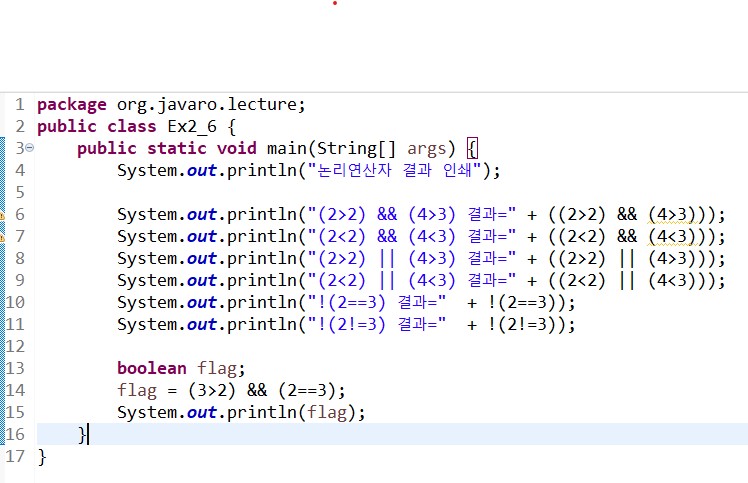 1 package org.javaro.lecture;
2 public class Ex2_6 {
3 public static void main(String[] args) {
4 System.out.println("논리연산자 결과 인쇄");
5
6 System.out.println("(2>2) && (4>3) 결과=" + ((2>2) && (4>3)));
7 System.out.println("(2<2) && (4<3) 결과=" + ((2<2) && (4<3)));
8 System.out.println("(2>2) || (4>3) 결과=" + ((2>2) || (4>3)));
9 System.out.println("(2<2) || (4<3) 결과=" + ((2<2) || (4<3)));
10 System.out.println("!(2==3) 결과=" + !(2==3));
11 System.out.println("!(2!=3) 결과=" + !(2!=3));
12
13 boolean flag;
14 flag = (3>2) && (2==3);
15 System.out.println(flag);
16 }
17 }